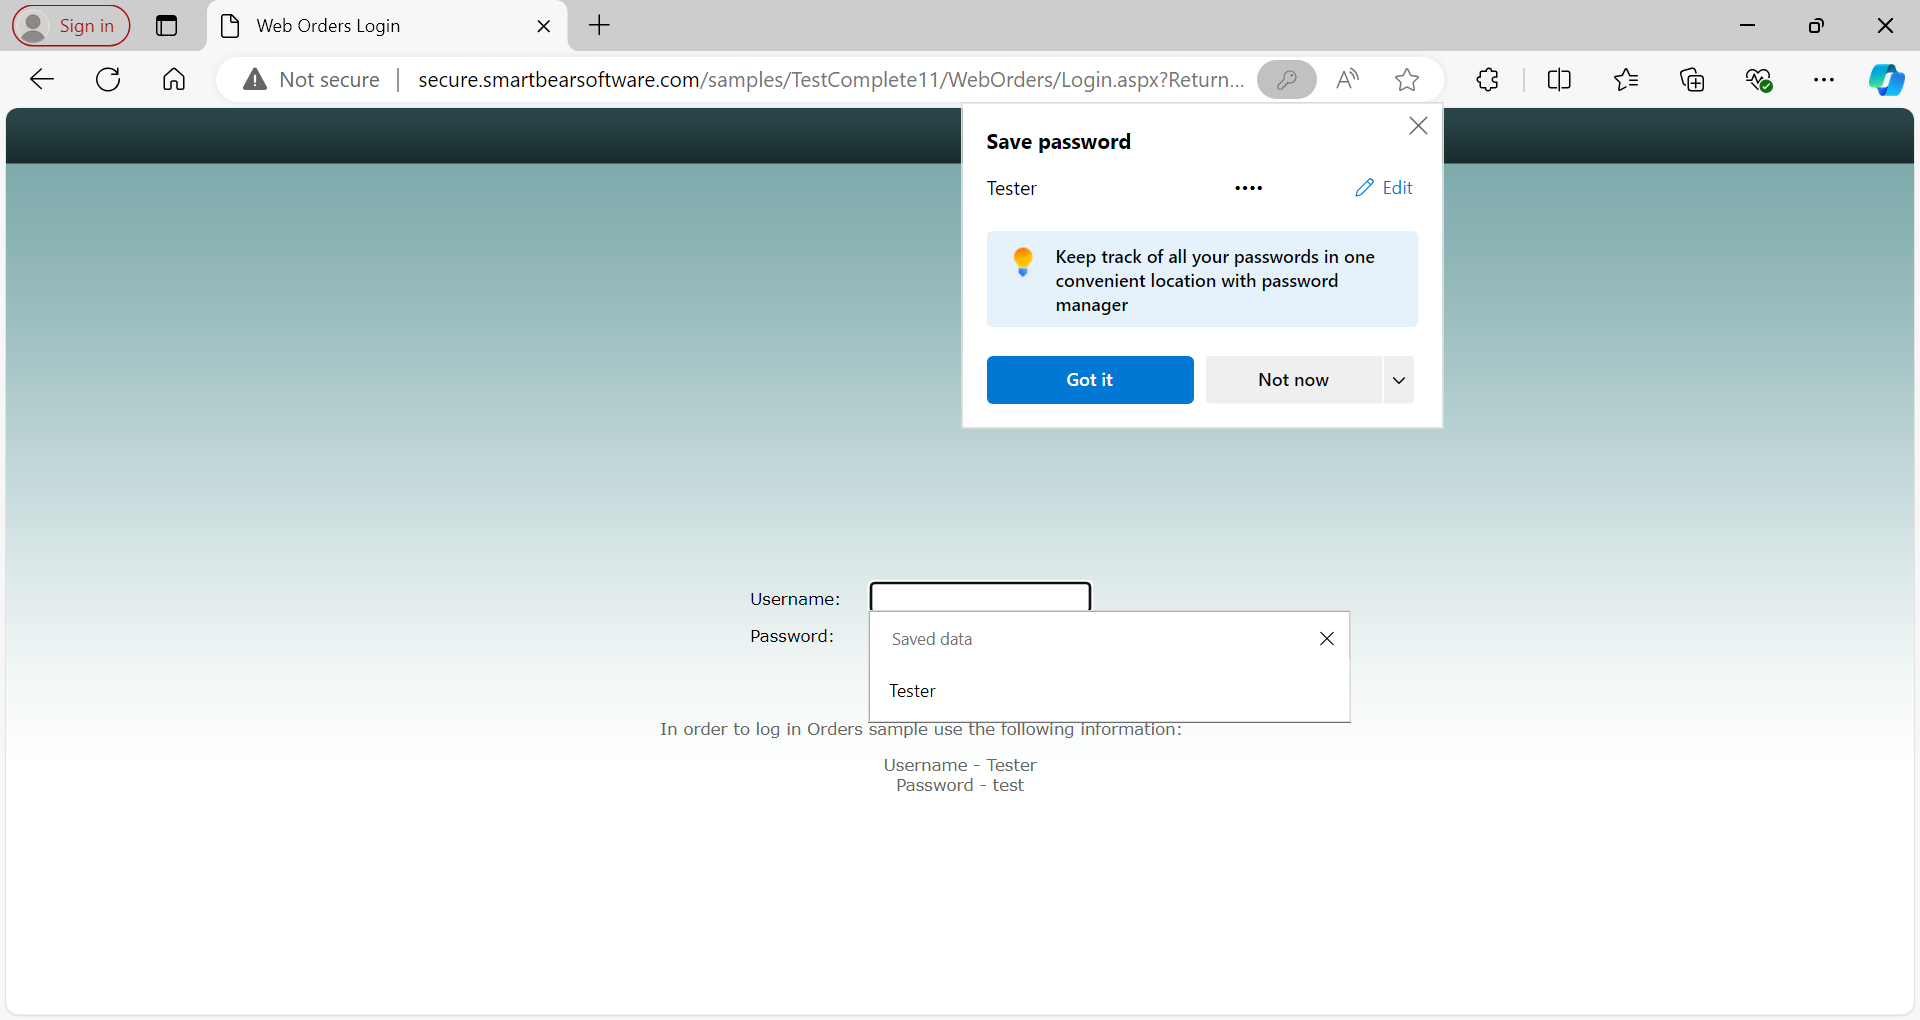 Sign in
Web Orders Login
Not secure
secure.smartbearsoftware.com/samples/TestComplete11/WebOrders/Login.aspx?Return...
Save password
Tester
••••
Edit
Keep track of all your passwords in one
convenient location with password
manager
Got it
Not now
Username:
Password:
Saved data
Tester
In order to log in Orders sample use the following information:
Username - Tester
Password - test